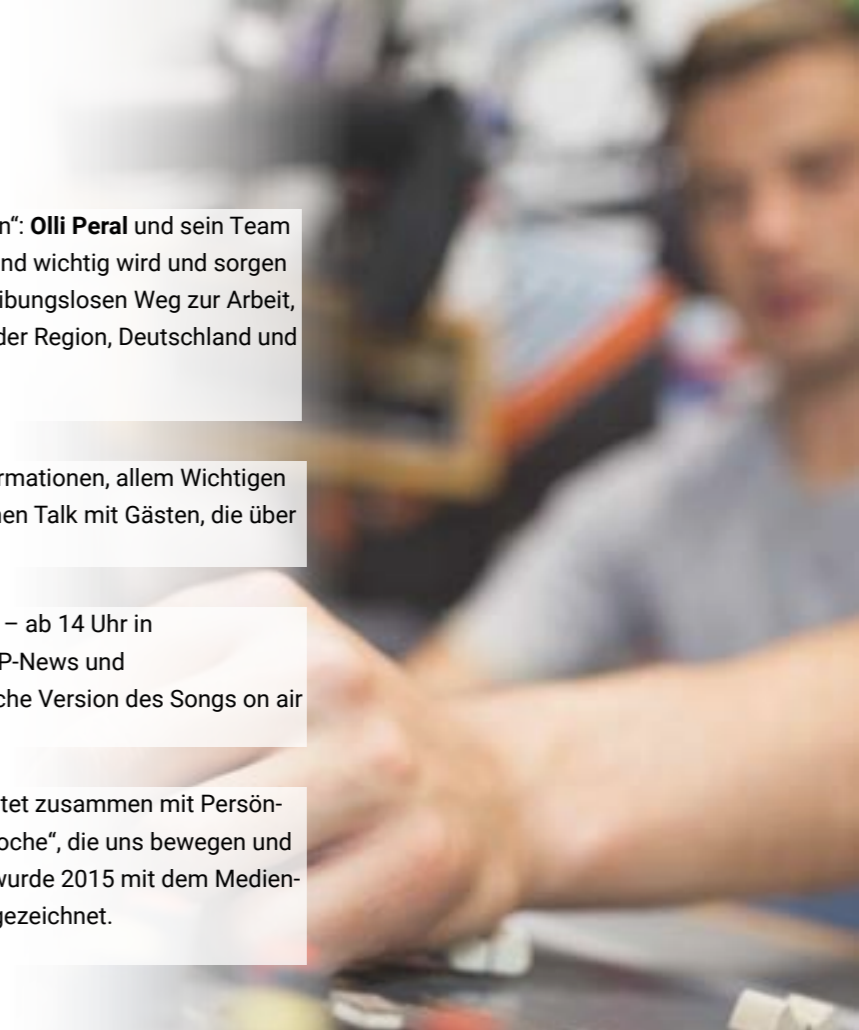 n“: Olli Peral und sein Team
nd wichtig wird und sorgen
ibungslosen Weg zur Arbeit,
der Region, Deutschland und
rmationen, allem Wichtigen
en Talk mit Gästen, die über
– ab 14 Uhr in
P-News und
che Version des Songs on air
tet zusammen mit Persön-
oche“, die uns bewegen und
wurde 2015 mit dem Medien-
gezeichnet.